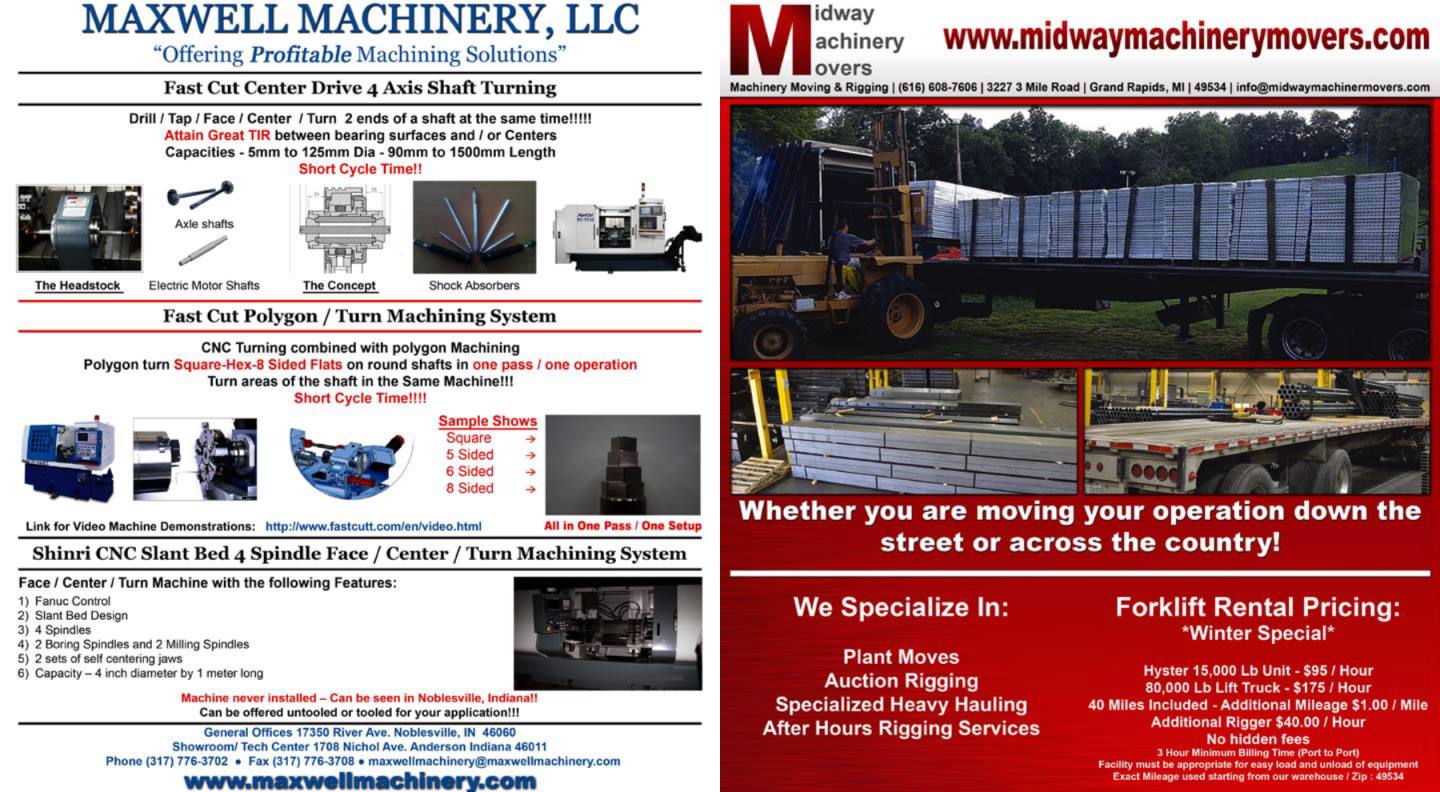 MAXWELL MACHINERY, LLC
“Offering Profitable Machining Solutions”
Fast Cut Center Drive 4 Axis Shaft Turning
Drill / Tap / Face / Center / Turn 2 ends of a shaft at the same time!!!!!
Attain Great TIR between bearing surfaces and / or Centers
Capacities - 5mm to 125mm Dia - 90mm to 1500mm Length
Short Cycle Time!!
Axle shafts
The Headstock
Electric Motor Shafts
The Concept
Shock Absorbers
Fast Cut Polygon / Turn Machining System
CNC Turning combined with polygon Machining
Polygon turn Square-Hex-8 Sided Flats on round shafts in one pass / one operation
Turn areas of the shaft in the Same Machine!!!
Short Cycle Time!!!!
Sample Shows
Square →
5 Sided →
6 Sided →
8 Sided →
Link for Video Machine Demonstrations: http://www.fastcutt.com/en/video.html
All in One Pass / One Setup
Shinri CNC Slant Bed 4 Spindle Face / Center / Turn Machining System
Face / Center / Turn Machine with the following Features:
1) Fanuc Control
2) Slant Bed Design
3) 4 Spindles
4) 2 Boring Spindles and 2 Milling Spindles
5) 2 sets of self centering jaws
6) Capacity – 4 inch diameter by 1 meter long
Machine never installed – Can be seen in Noblesville, Indiana!!
Can be offered untooled or tooled for your application!!!
General Offices 17350 River Ave. Noblesville, IN 46060
Showroom/ Tech Center 1708 Nichol Ave. Anderson Indiana 46011
Phone (317) 776-3702 ● Fax (317) 776-3708 ● maxwellmachinery@maxwellmachinery.com
www.maxwellmachinery.com
Midway
Machinery
Movers
www.midwaymachinerymovers.com
Machinery Moving & Rigging | (616) 608-7606 | 3227 3 Mile Road | Grand Rapids, MI | 49534 | info@midwaymachinermovers.com
Whether you are moving your operation down the
street or across the country!
We Specialize In:
Plant Moves
Auction Rigging
Specialized Heavy Hauling
After Hours Rigging Services
Forklift Rental Pricing:
*Winter Special*
Hyster 15,000 Lb Unit - $95 / Hour
80,000 Lb Lift Truck - $175 / Hour
40 Miles Included - Additional Mileage $1.00 / Mile
Additional Rigger $40.00 / Hour
No hidden fees
3 Hour Minimum Billing Time (Port to Port)
Facility must be appropriate for easy load and unload of equipment
Exact Mileage used starting from our warehouse / Zip : 49534